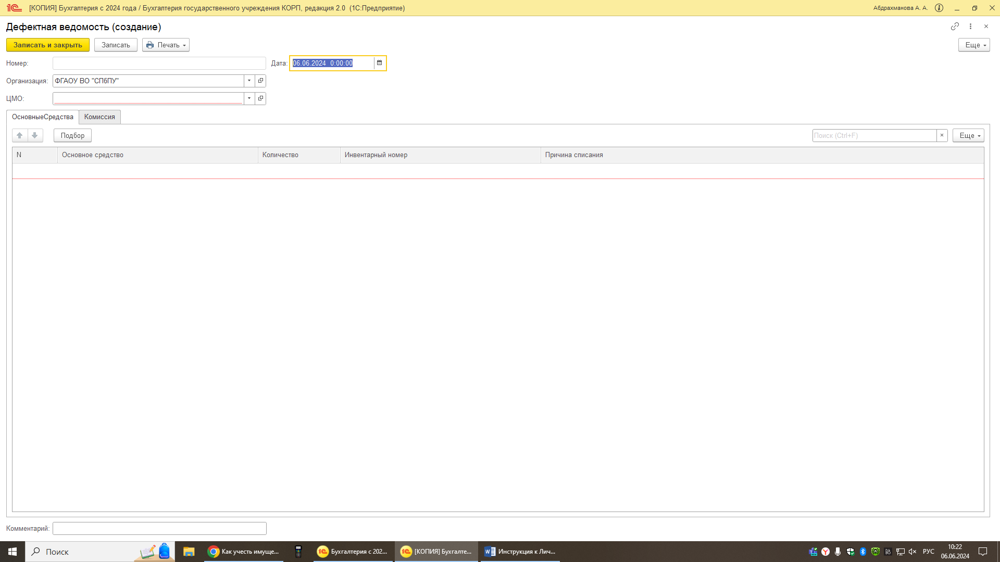 [КОПИЯ] Бухгалтерия с 2024 года / Бухгалтерия государственного учреждения КОРП, редакция 2.0 (1С:Предприятие)
Абдрахманова А. А.
Дефектная ведомость (создание)
Записать и закрыть
Записать
Печать
Еще
Номер:
Дата: 06.06.2024 0:00:00
Организация: ФГАОУ ВО "СПбПУ"
ЦМО:
ОсновныеСредства
Комиссия
Подбор
Поиск (Ctrl+F)
Еще
N Основное средство Количество Инвентарный номер Причина списания
Комментарий:
Поиск
Как учесть имуще...
Бухгалтерия с 202...
[КОПИЯ] Бухгалте...
Инструкция к Лич...
РУС
10:22
06.06.2024